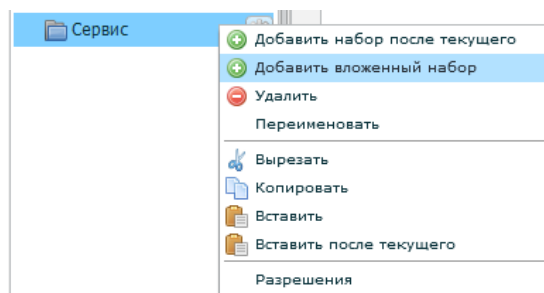 Сервис
Добавить набор после текущего
Добавить вложенный набор
Удалить
Переименовать
Вырезать
Копировать
Вставить
Вставить после текущего
Разрешения